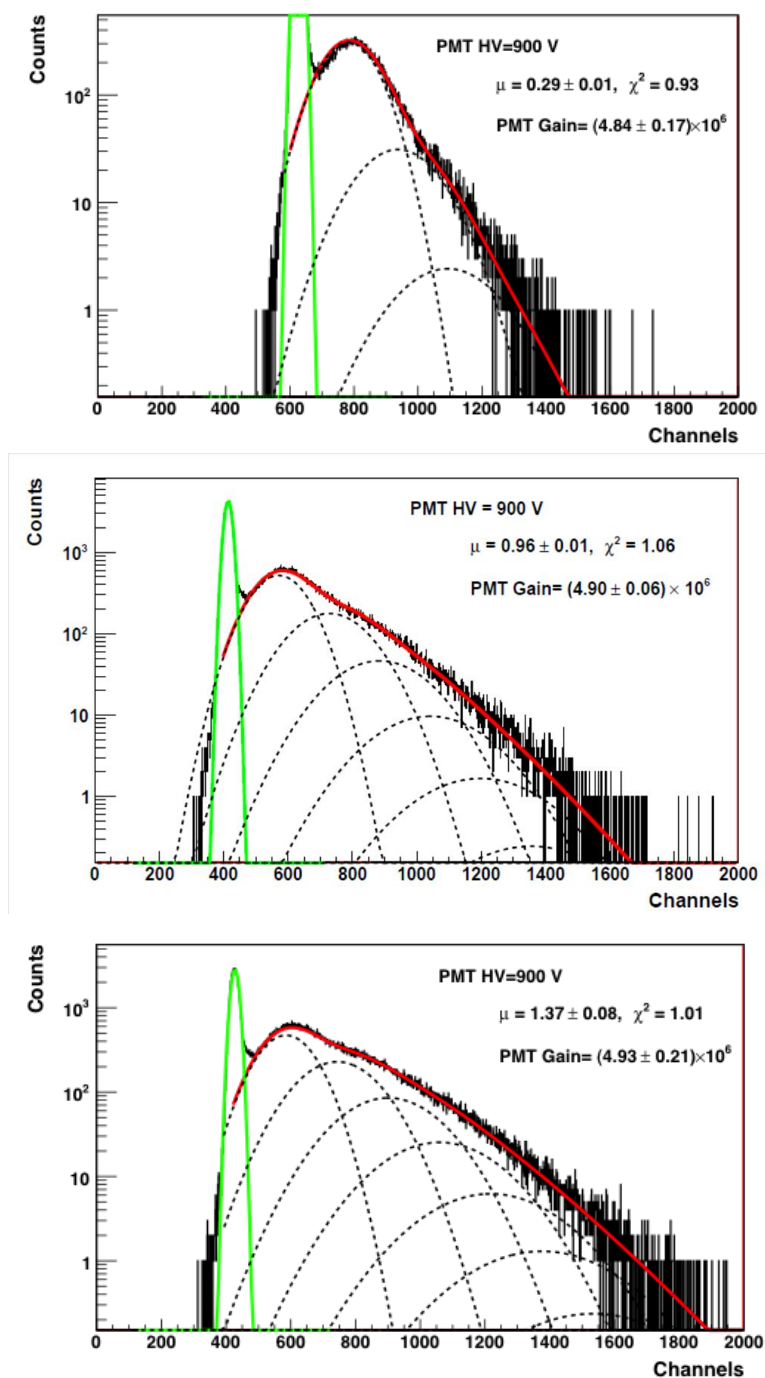 Counts
PMT HV=900 V
μ = 0.29 ± 0.01, χ² = 0.93
PMT Gain= (4.84 ± 0.17)×10⁶
10²
10
1
0 200 400 600 800 1000 1200 1400 1600 1800 2000
Channels
Counts
PMT HV = 900 V
μ = 0.96 ± 0.01, χ² = 1.06
PMT Gain= (4.90 ± 0.06) × 10⁶
10³
10²
10
1
0 200 400 600 800 1000 1200 1400 1600 1800 2000
Channels
Counts
PMT HV=900 V
μ = 1.37 ± 0.08, χ² = 1.01
PMT Gain= (4.93 ± 0.21)×10⁶
10³
10²
10
1
0 200 400 600 800 1000 1200 1400 1600 1800 2000
Channels